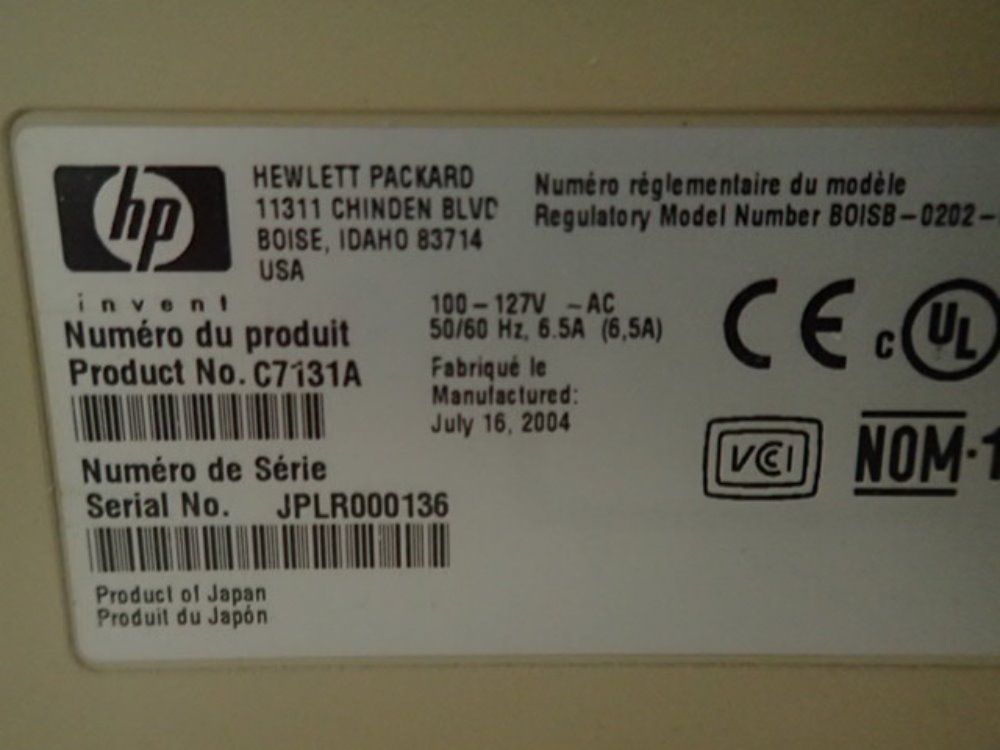 hp
invent
HEWLETT PACKARD
11311 CHINDEN BLVD
BOISE, IDAHO 83714
USA
Numéro réglementaire du modèle
Regulatory Model Number BOISB-0202-
Numéro du produit
Product No. C7131A
100-127V ~AC
50/60 Hz, 6.5A (6,5A)
Fabriqué le
Manufactured:
July 16, 2004
CE
c UL
VCCI
NOM-1
Numéro de Série
Serial No. JPLR000136
Product of Japan
Produit du Japón